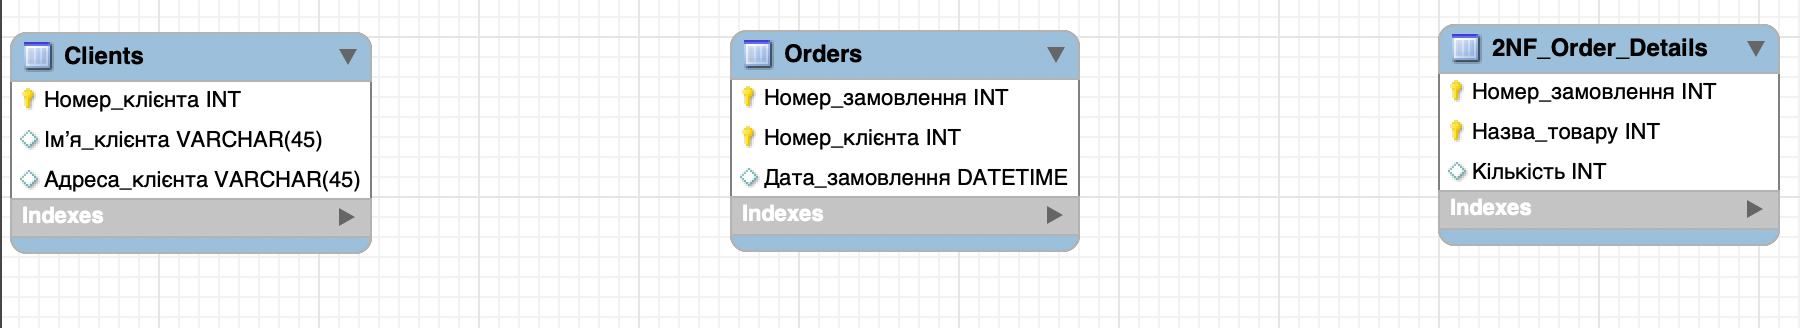 Clients
Номер_клієнта INT
Ім’я_клієнта VARCHAR(45)
Адреса_клієнта VARCHAR(45)
Indexes
Orders
Номер_замовлення INT
Номер_клієнта INT
Дата_замовлення DATETIME
Indexes
2NF_Order_Details
Номер_замовлення INT
Назва_товару INT
Кількість INT
Indexes